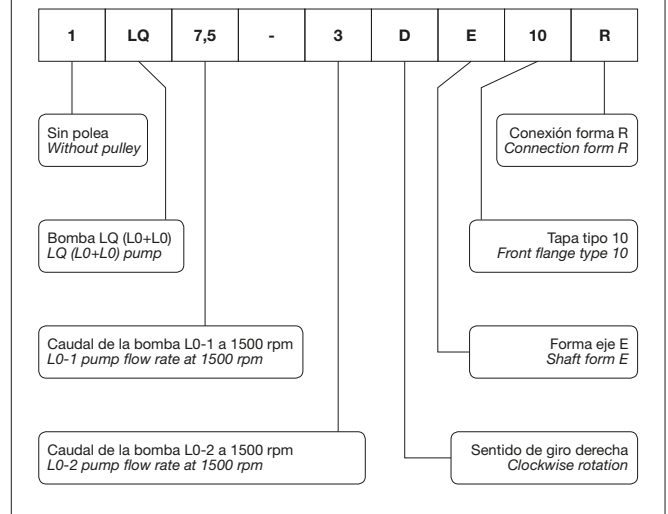 1 LQ 7,5 - 3 D E 10 R
Sin polea
Without pulley
Conexión forma R
Connection form R
Bomba LQ (L0+L0)
LQ (L0+L0) pump
Tapa tipo 10
Front flange type 10
Caudal de la bomba L0-1 a 1500 rpm
L0-1 pump flow rate at 1500 rpm
Forma eje E
Shaft form E
Caudal de la bomba L0-2 a 1500 rpm
L0-2 pump flow rate at 1500 rpm
Sentido de giro derecha
Clockwise rotation